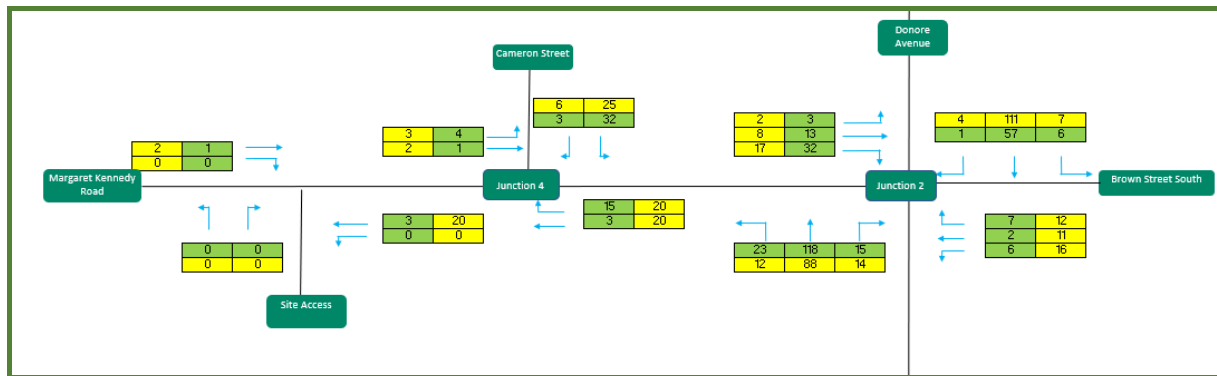 Donore
Avenue
Cameron Street
6 25
3 32
3 4
2 1
2 3
8 13
17 32
4 111 7
1 57 6
2 1
0 0
Margaret Kennedy
Road
Junction 4
Junction 2
Brown Street South
15 20
3 20
3 20
0 0
7 12
2 11
6 16
23 118 15
12 88 14
0 0
0 0
Site Access